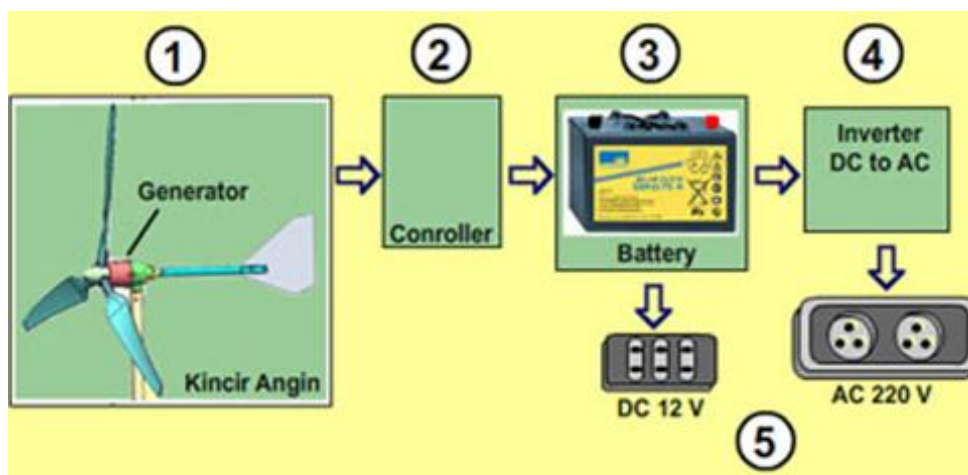 1
2
3
4
Generator
Kincir Angin
Conroller
Battery
Inverter
DC to AC
DC 12 V
AC 220 V
5